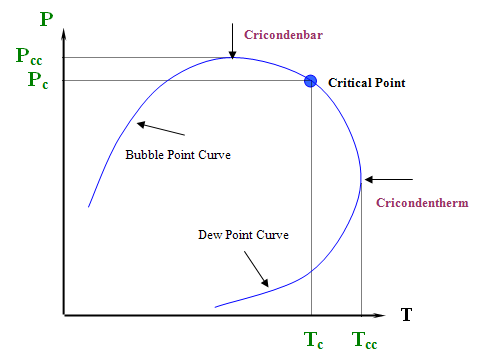 P
Cricondenbar
Pcc
Pc
Critical Point
Bubble Point Curve
Cricondentherm
Dew Point Curve
T
Tc
Tcc